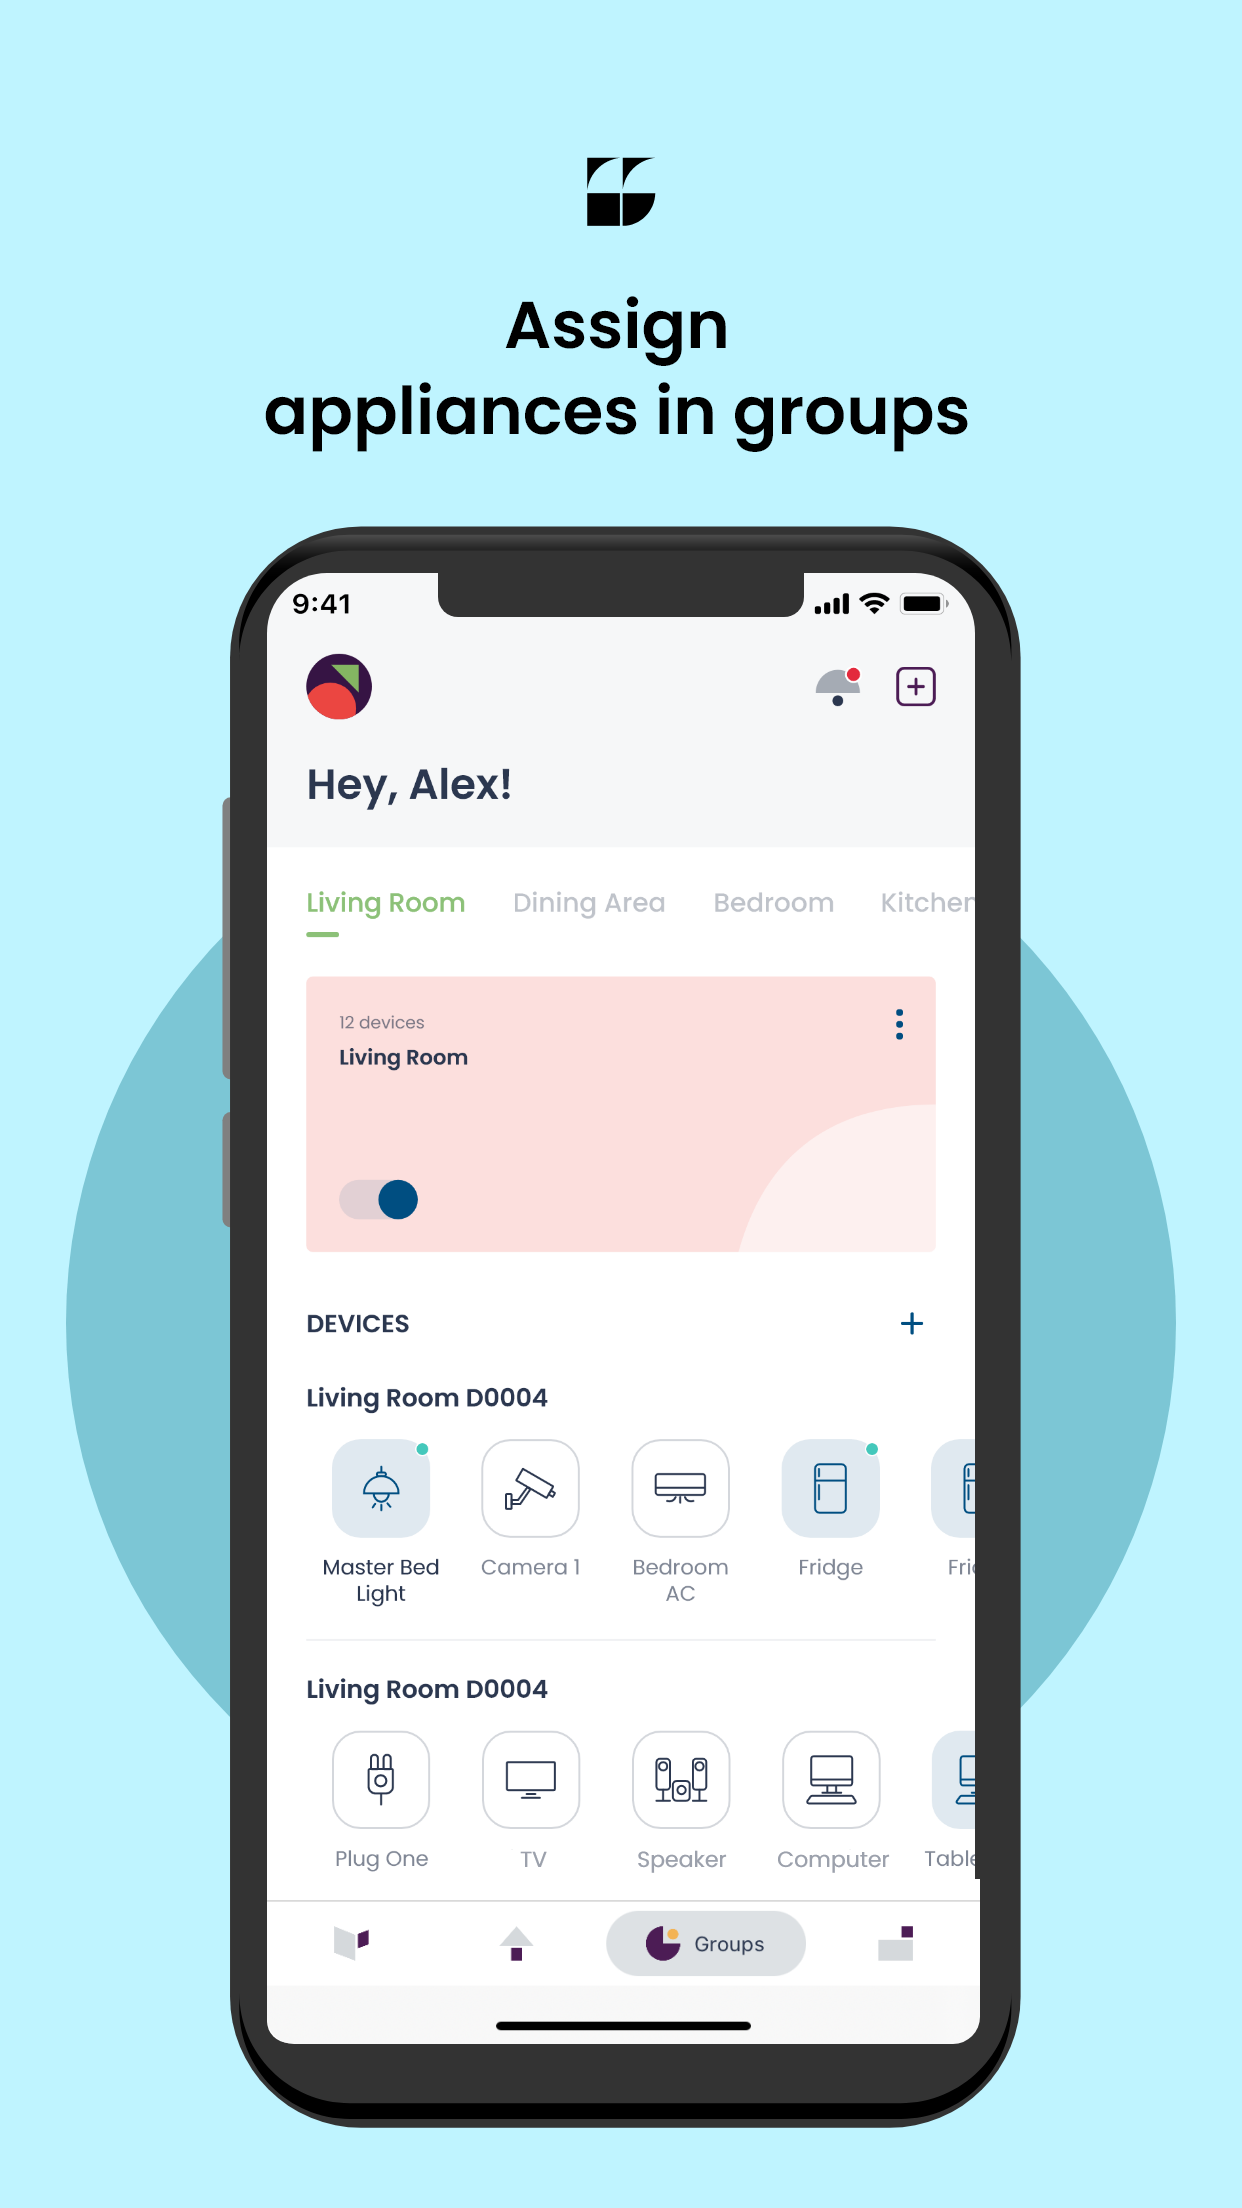 Assign
appliances in groups
9:41
Hey, Alex!
Living Room Dining Area Bedroom Kitchen
12 devices
Living Room
DEVICES
Living Room D0004
Master Bed Light
Camera 1
Bedroom AC
Fridge
Living Room D0004
Plug One
TV
Speaker
Computer
Groups